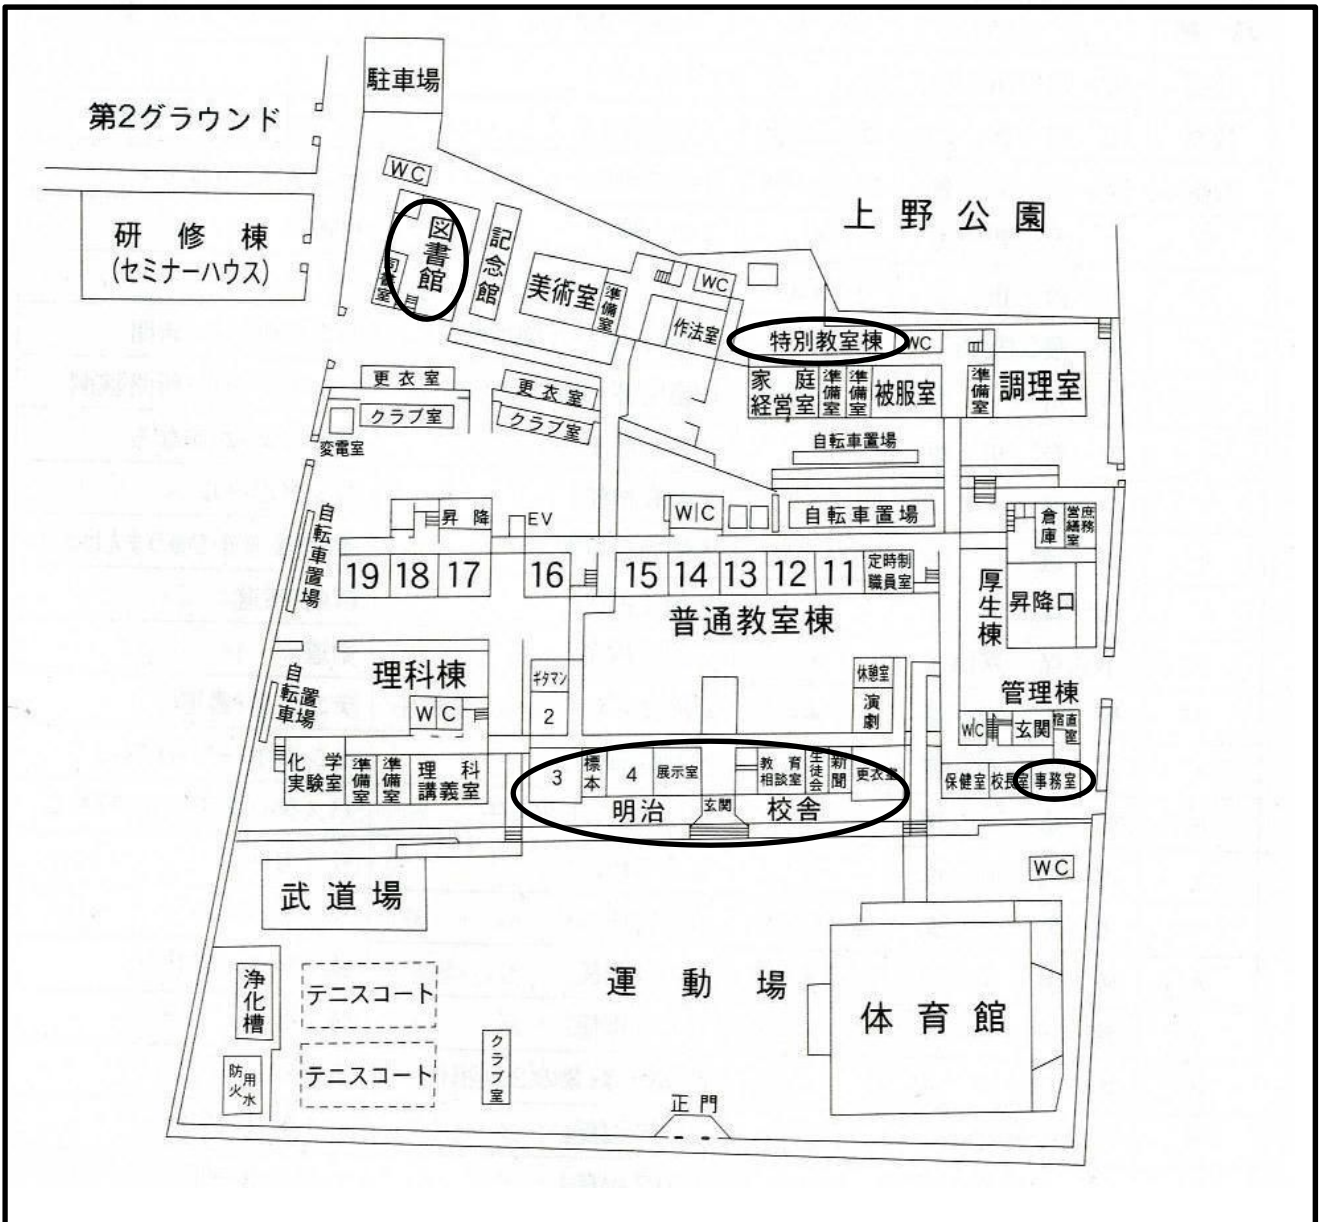 駐車場
第2グラウンド
WC
上野公園
研修棟
(セミナーハウス)
図書館
司書室
記念館
美術室
準備室
WC
作法室
特別教室棟
WC
家庭経営室
準備室
準備室
被服室
準備室
調理室
更衣室
更衣室
クラブ室
クラブ室
変電室
自転車置場
自転車置場
昇降
EV
WC
自転車置場
倉庫
営繕室
庶務
19
18
17
16
15
14
13
12
11
定時制職員室
厚生棟
昇降口
普通教室棟
理科棟
ギタマン
2
休憩室
演劇
管理棟
自転車置場
WC
WC
玄関
宿直室
化学実験室
準備室
準備室
理科講義室
3
標本
4
展示室
教育相談室
生徒会
新聞
更衣室
保健室
校長室
事務室
明治
玄関
校舎
武道場
WC
浄化槽
テニスコート
運動場
体育館
防火用水
テニスコート
クラブ室
正門